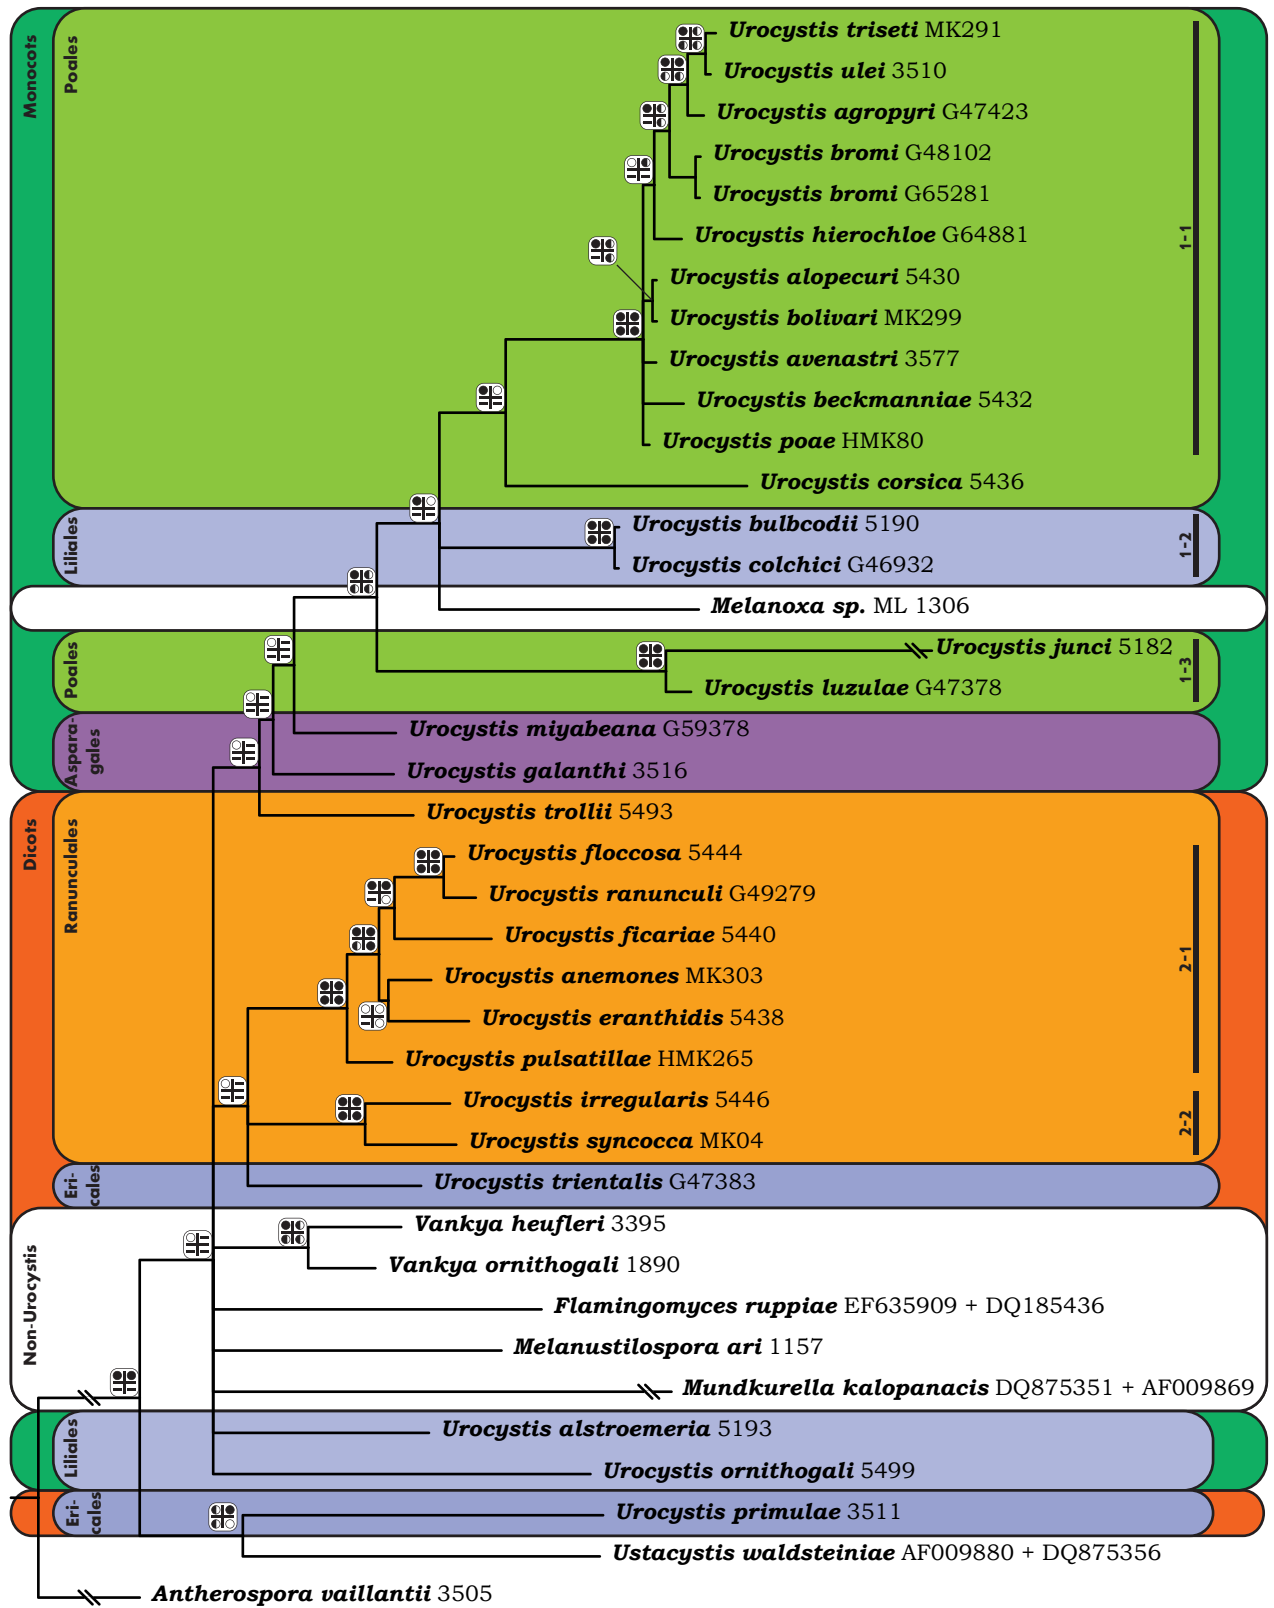 Monocots
Poales
Urocystis triseti MK291
Urocystis ulei 3510
Urocystis agropyri G47423
Urocystis bromi G48102
Urocystis bromi G65281
Urocystis hierochloe G64881
1-1
Urocystis alopecuri 5430
Urocystis bolivari MK299
Urocystis avenastri 3577
Urocystis beckmanniae 5432
Urocystis poae HMK80
Urocystis corsica 5436
Liliales
Urocystis bulbcodii 5190
1-2
Urocystis colchici G46932
Melanoxa sp. ML 1306
Poales
Urocystis junci 5182
1-3
Urocystis luzulae G47378
Aspara-
gales
Urocystis miyabeana G59378
Urocystis galanthi 3516
Dicots
Ranunculales
Urocystis trollii 5493
Urocystis floccosa 5444
Urocystis ranunculi G49279
Urocystis ficariae 5440
2-1
Urocystis anemones MK303
Urocystis eranthidis 5438
Urocystis pulsatillae HMK265
Urocystis irregularis 5446
2-2
Urocystis syncocca MK04
Eri-
cales
Urocystis trientalis G47383
Non-Urocystis
Vankya heufleri 3395
Vankya ornithogali 1890
Flamingomyces ruppiae EF635909 + DQ185436
Melanustilospora ari 1157
Mundkurella kalopanacis DQ875351 + AF009869
Liliales
Urocystis alstroemeria 5193
Urocystis ornithogali 5499
Eri-
cales
Urocystis primulae 3511
Ustacystis waldsteiniae AF009880 + DQ875356
Antherospora vaillantii 3505